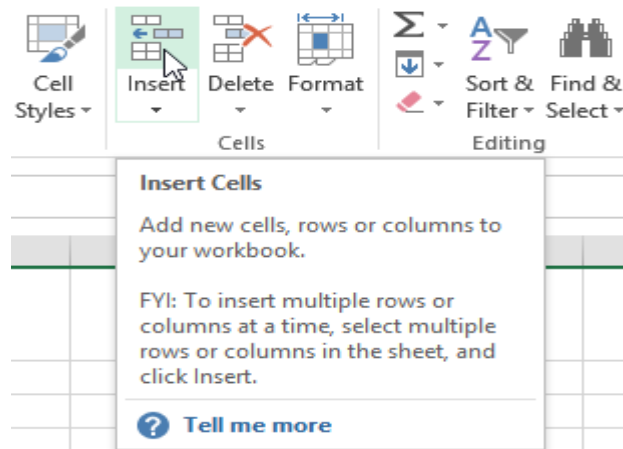 Cell Styles
Insert
Delete
Format
Sort & Filter
Find & Select
Cells
Editing
Insert Cells
Add new cells, rows or columns to
your workbook.
FYI: To insert multiple rows or
columns at a time, select multiple
rows or columns in the sheet, and
click Insert.
Tell me more